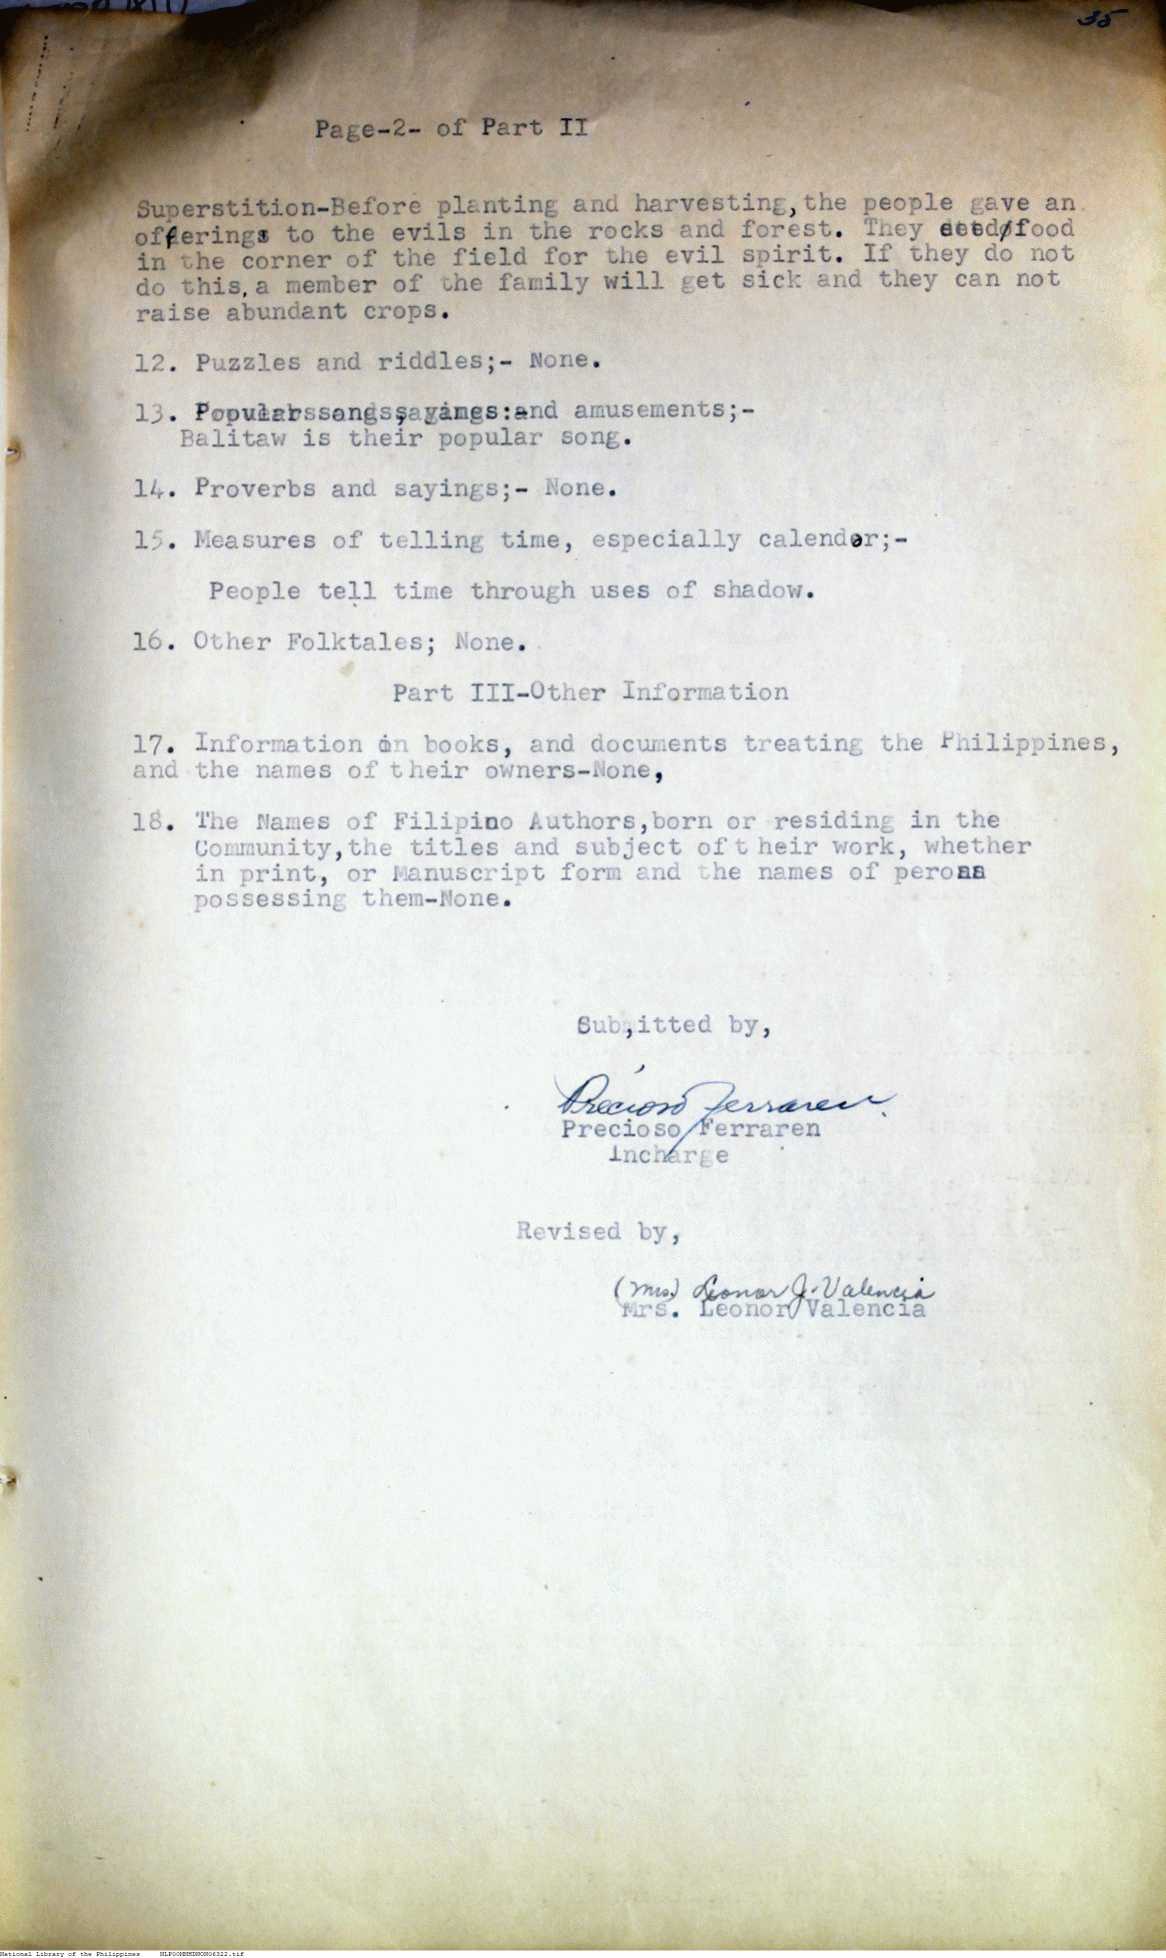 35
Page-2- of Part II
Superstition-Before planting and harvesting,the people gave an
offerings to the evils in the rocks and forest. They food
in the corner of the field for the evil spirit. If they do not
do this,a member of the family will get sick and they can not
raise abundant crops.
12. Puzzles and riddles;- None.
13. and amusements;-
Balitaw is their popular song.
14. Proverbs and sayings;- None.
15. Measures of telling time, especially calender;-
People tell time through uses of shadow.
16. Other Folktales; None.
Part III-Other Information
17. Information on books, and documents treating the Philippines,
and the names of their owners-None,
18. The Names of Filipino Authors,born or residing in the
Community,the titles and subject of t heir work, whether
in print, or Manuscript form and the names of
possessing them-None.
Submitted by,
Precioso Ferraren
Precioso Ferraren
Incharge
Revised by,
(Mrs.) Leonor J. Valencia
Mrs. Leonor Valencia
National Library of the Philippines